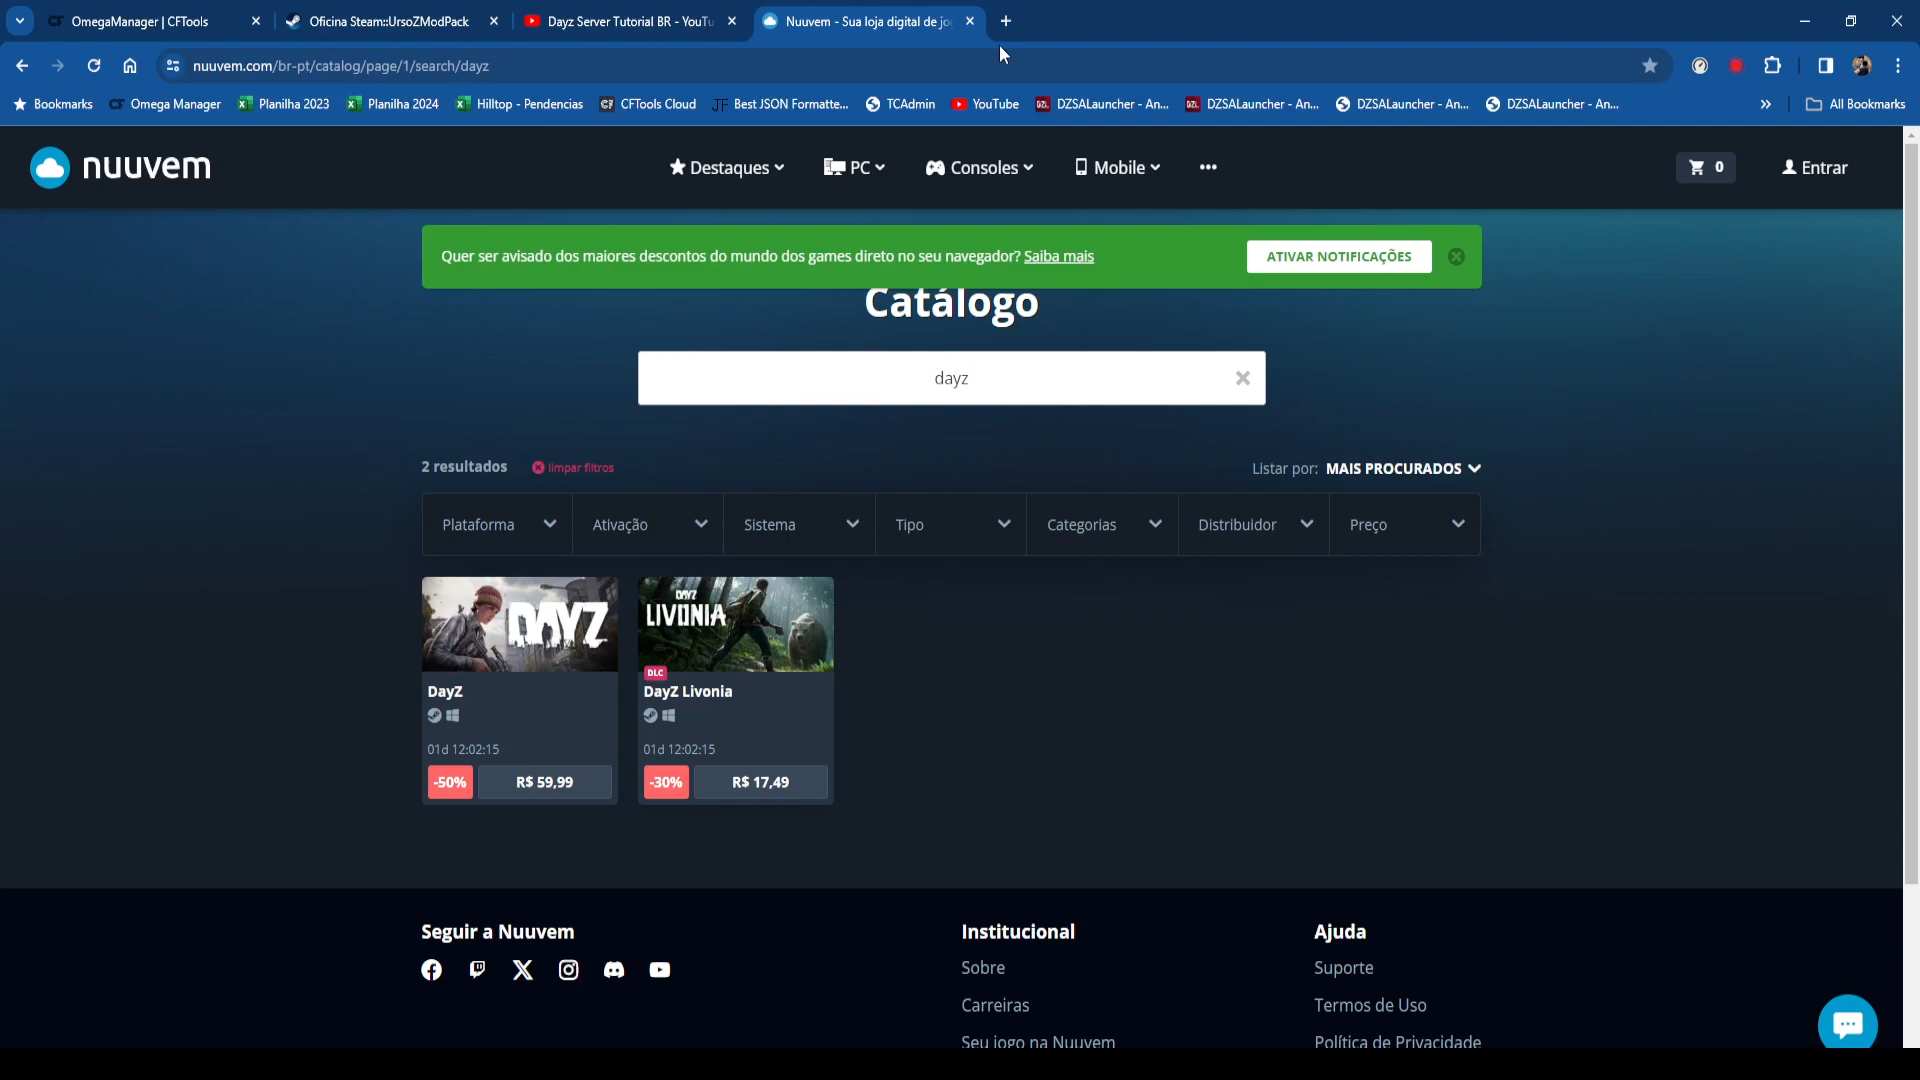 OmegaManager | CFTools
Oficina Steam::UrsoZModPack
Dayz Server Tutorial BR - YouTu
Nuuvem - Sua loja digital de jo
nuuvem.com/br-pt/catalog/page/1/search/dayz
Bookmarks
Omega Manager
Planilha 2023
Planilha 2024
Hilltop - Pendencias
CFTools Cloud
Best JSON Formatte...
TCAdmin
YouTube
DZSALauncher - An...
DZSALauncher - An...
DZSALauncher - An...
DZSALauncher - An...
All Bookmarks
nuuvem
Destaques
PC
Consoles
Mobile
0
Entrar
Quer ser avisado dos maiores descontos do mundo dos games direto no seu navegador? Saiba mais
ATIVAR NOTIFICAÇÕES
Catálogo
dayz
2 resultados
limpar filtros
Listar por: MAIS PROCURADOS
Plataforma
Ativação
Sistema
Tipo
Categorias
Distribuidor
Preço
DAYZ
DAYZ
LIVONIA
DLC
DayZ
DayZ Livonia
01d 12:02:15
01d 12:02:15
-50%
R$ 59,99
-30%
R$ 17,49
Seguir a Nuuvem
Institucional
Sobre
Carreiras
Seu jogo na Nuuvem
Ajuda
Suporte
Termos de Uso
Política de Privacidade